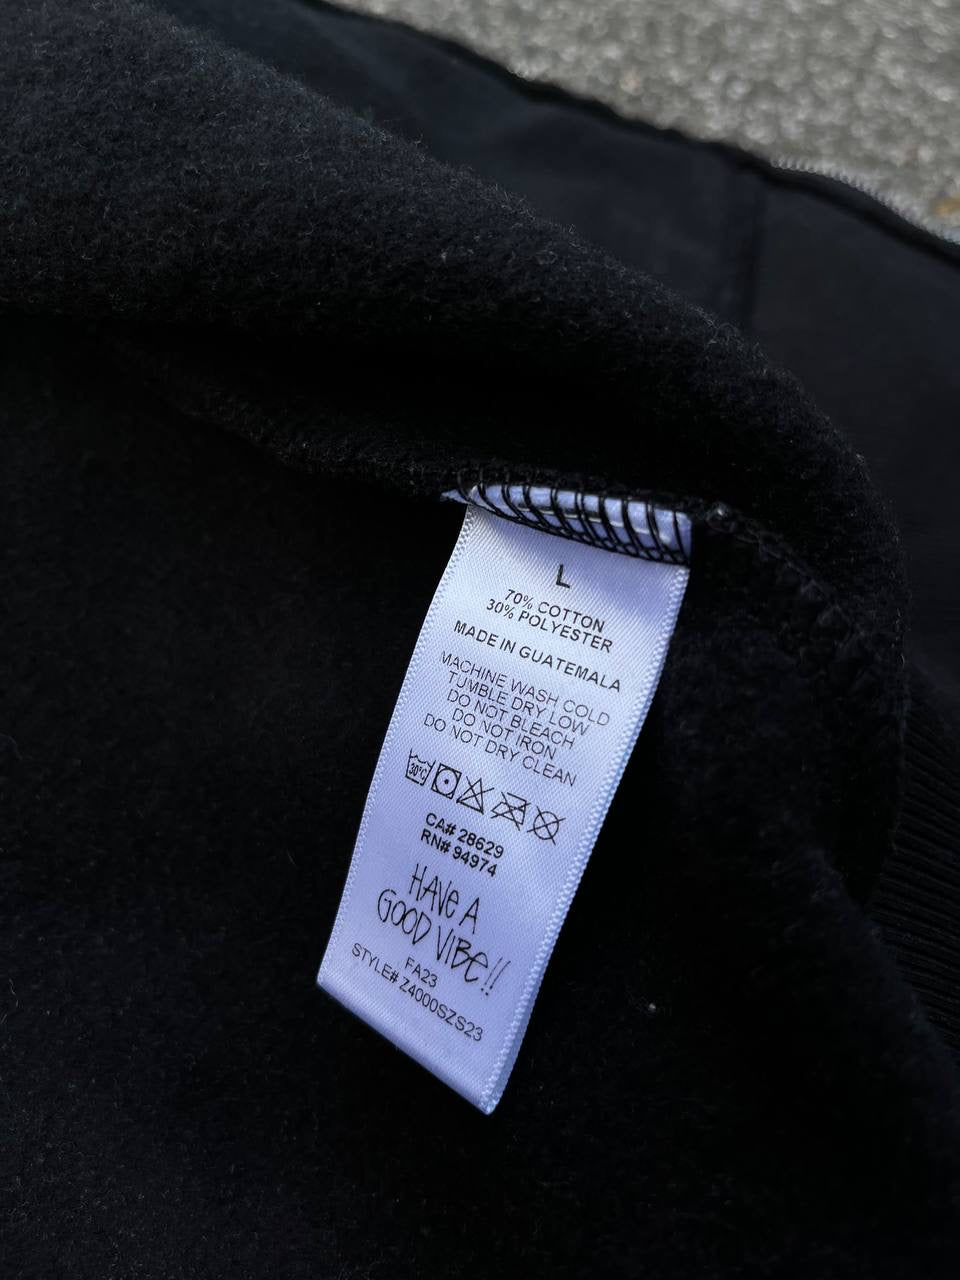 L
70% COTTON
30% POLYESTER
MADE IN GUATEMALA
MACHINE WASH COLD
TUMBLE DRY LOW
DO NOT BLEACH
DO NOT IRON
DO NOT DRY CLEAN
30°C
CA# 28629
RN# 94974
HAVE A
GOOD VIBE!!
FA23
STYLE# Z4000SZS23